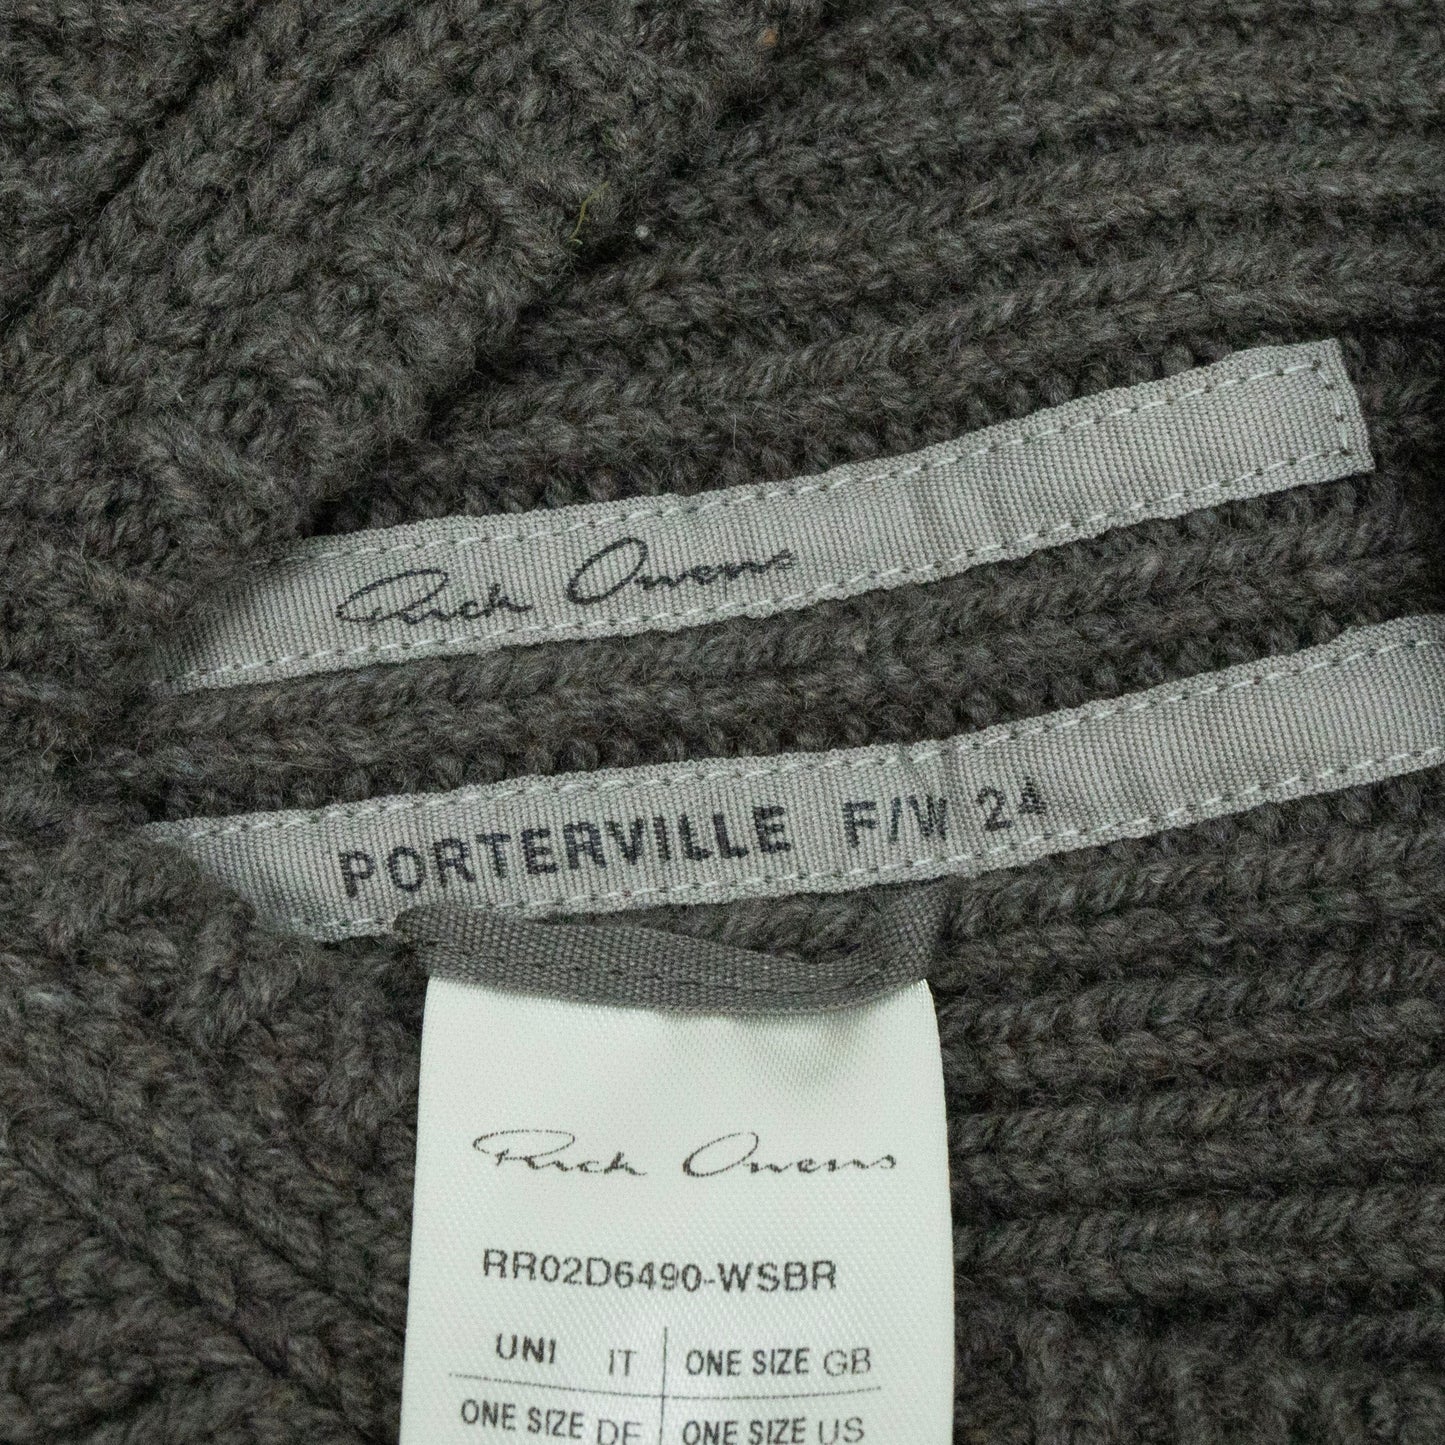 Rick Owens
PORTERVILLE F/W 24
Rick Owens
RR02D6490-WSBR
UNI IT ONE SIZE GB
ONE SIZE DE ONE SIZE US